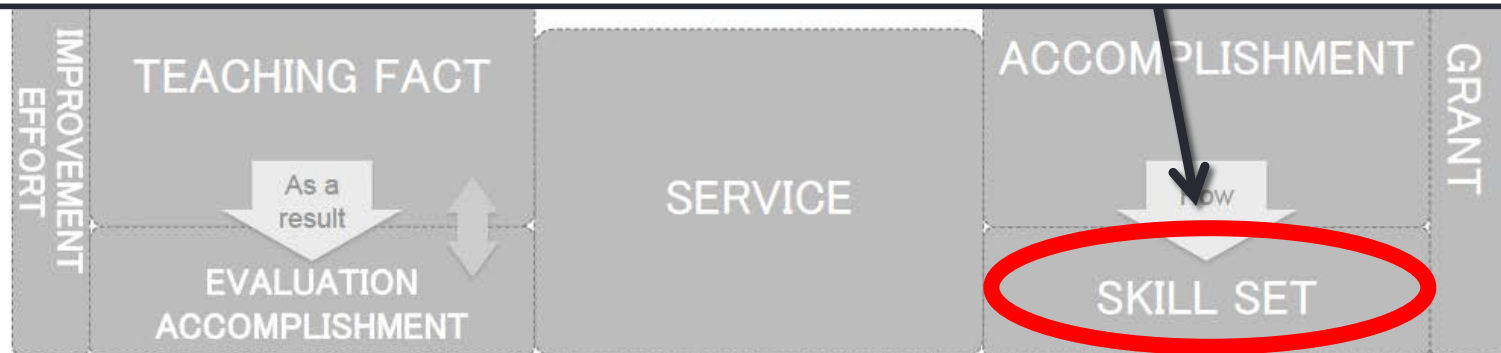 IMPROVEMENT
EFFORT
TEACHING FACT
As a
result
EVALUATION
ACCOMPLISHMENT
SERVICE
ACCOMPLISHMENT
SKILL SET
GRANT